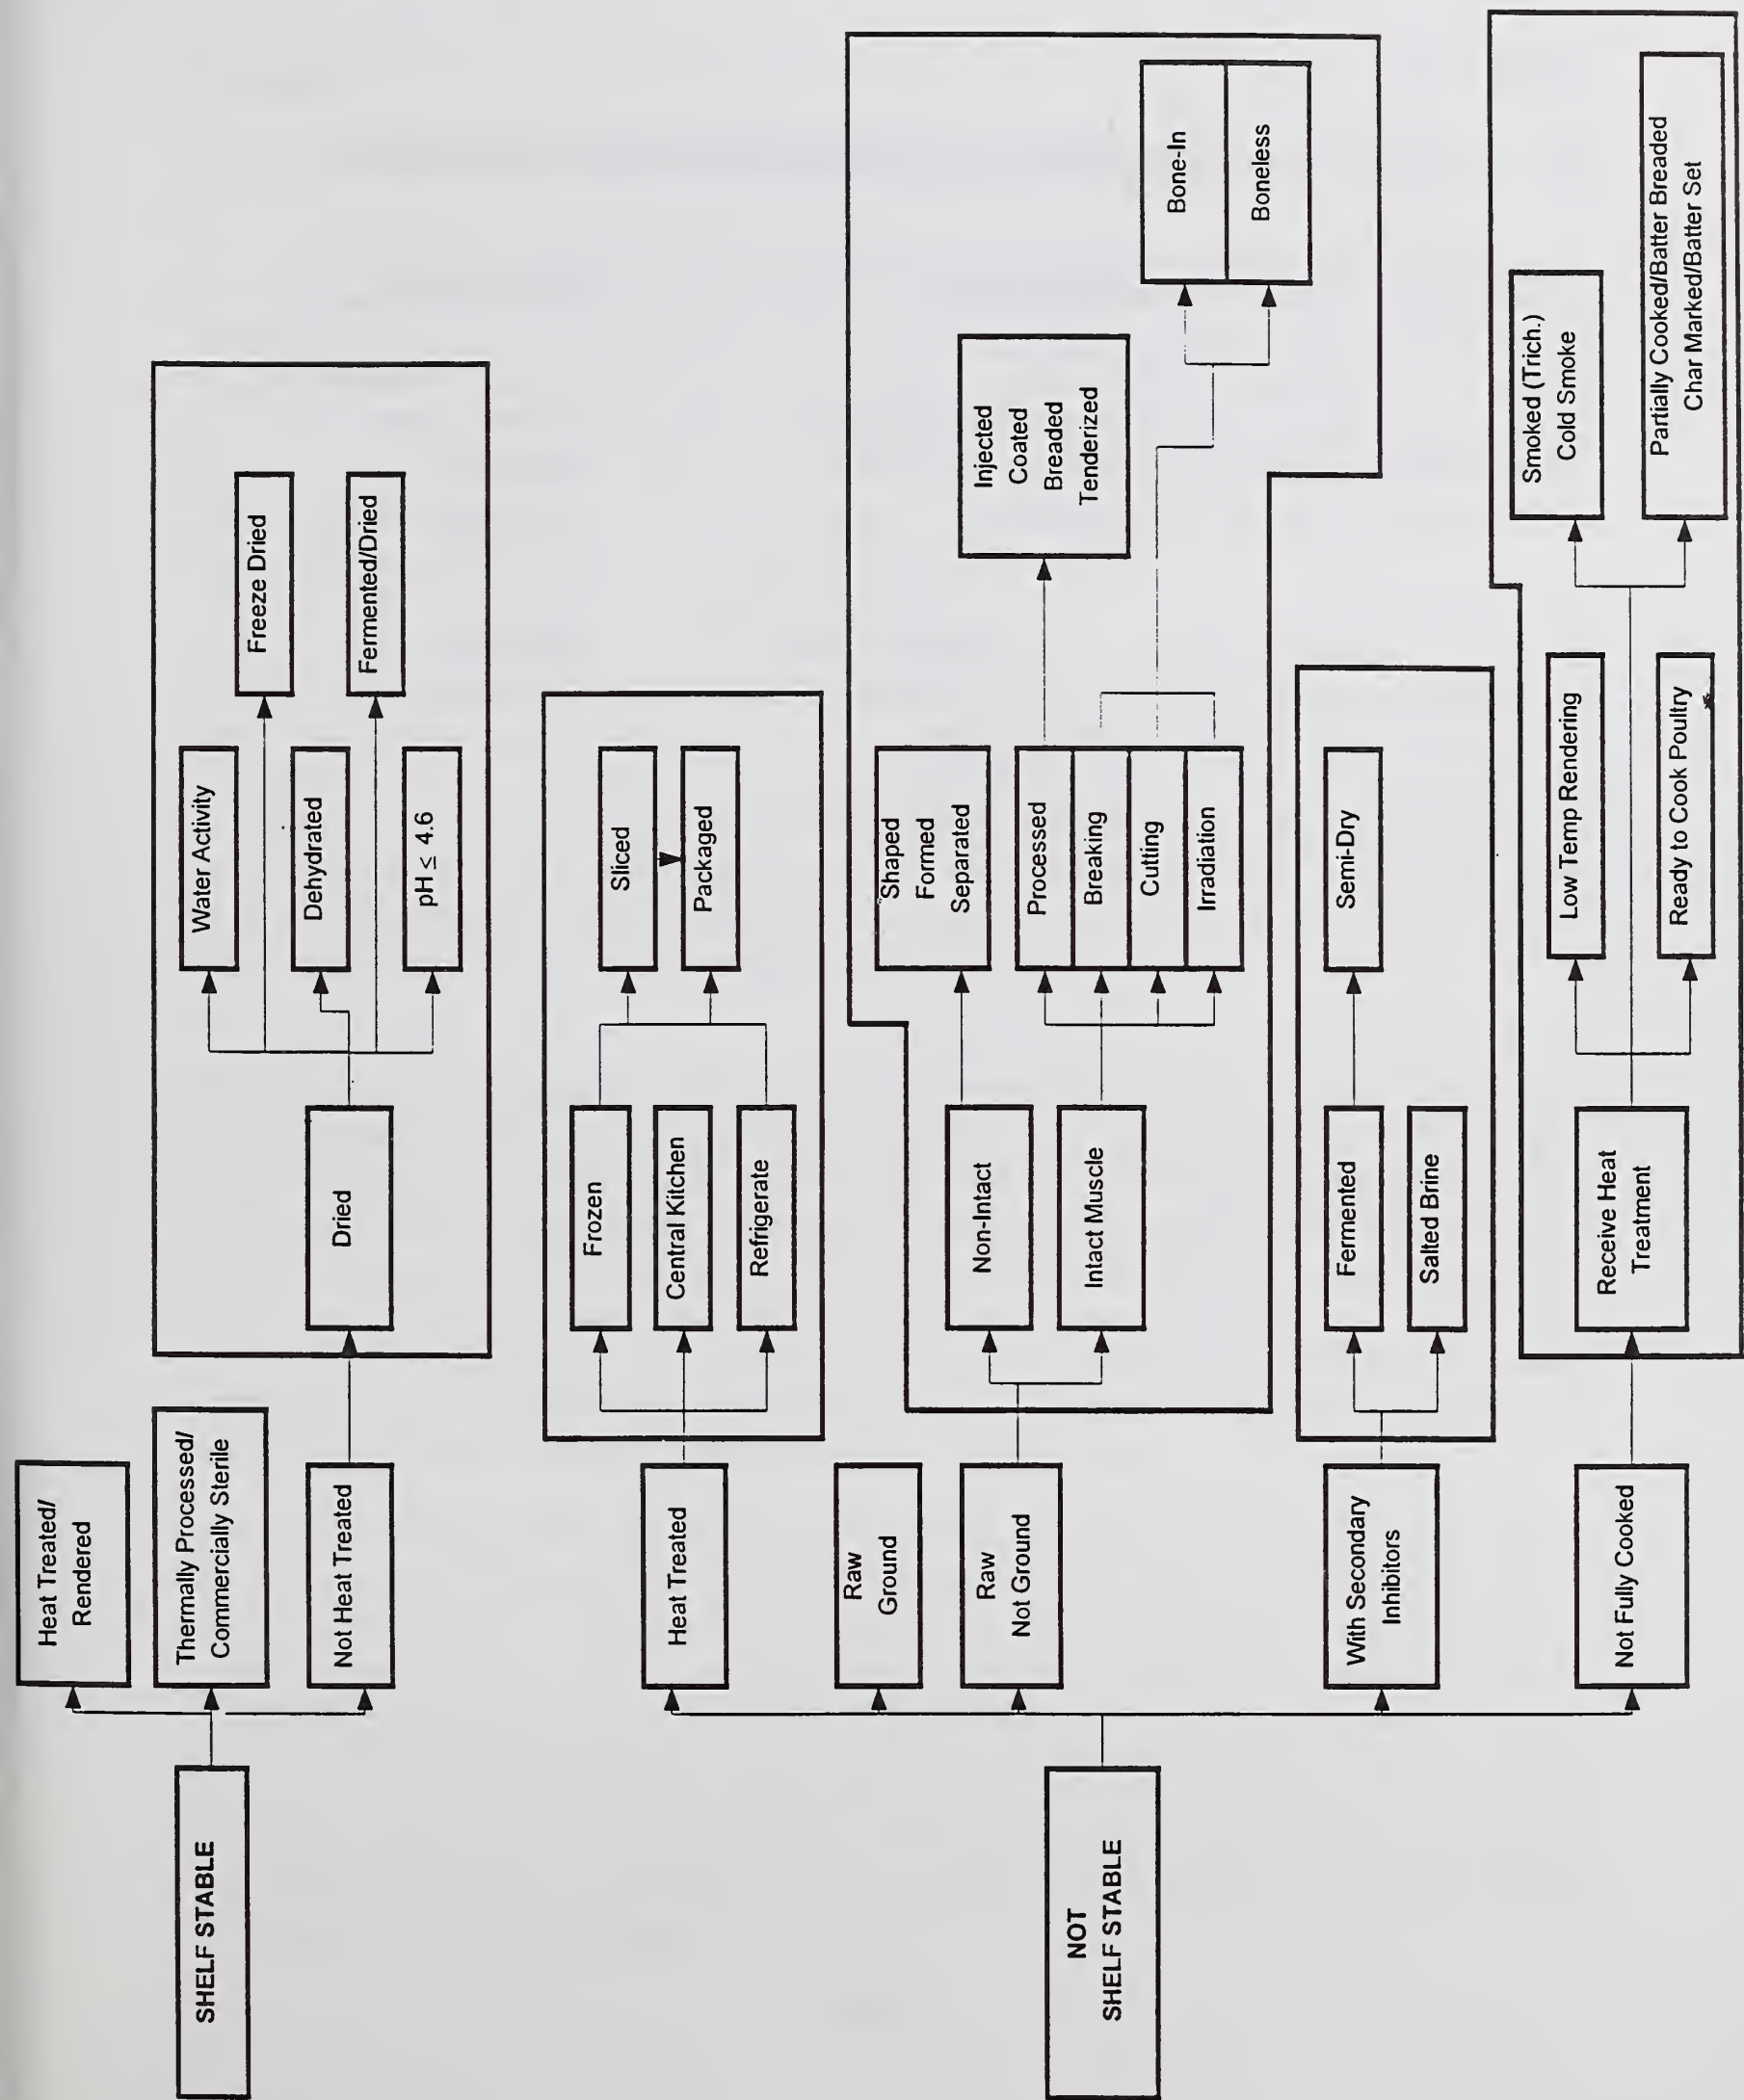 SHELF STABLE
Heat Treated/
Rendered
Thermally Processed/
Commercially Sterile
Not Heat Treated
Dried
Water Activity
Freeze Dried
Dehydrated
Fermented/Dried
pH ≤ 4.6
NOT
SHELF STABLE
Heat Treated
Frozen
Central Kitchen
Refrigerate
Sliced
Packaged
Raw
Ground
Raw
Not Ground
Non-Intact
Intact Muscle
Shaped
Formed
Separated
Processed
Breaking
Cutting
Irradiation
Injected
Coated
Breaded
Tenderized
Bone-In
Boneless
With Secondary
Inhibitors
Fermented
Salted Brine
Semi-Dry
Not Fully Cooked
Receive Heat
Treatment
Low Temp Rendering
Ready to Cook Poultry
Smoked (Trich.)
Cold Smoke
Partially Cooked/Batter Breaded
Char Marked/Batter Set